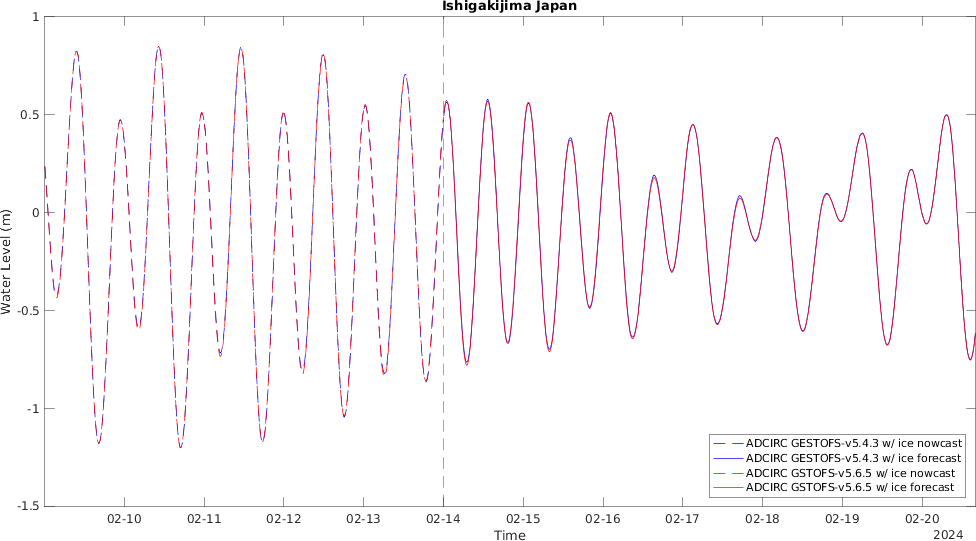 Ishigakijima Japan
1
0.5
0
-0.5
-1
-1.5
Water Level (m)
02-10 02-11 02-12 02-13 02-14 02-15 02-16 02-17 02-18 02-19 02-20
Time
2024
ADCIRC GESTOFS-v5.4.3 w/ ice nowcast
ADCIRC GESTOFS-v5.4.3 w/ ice forecast
ADCIRC GSTOFS-v5.6.5 w/ ice nowcast
ADCIRC GSTOFS-v5.6.5 w/ ice forecast